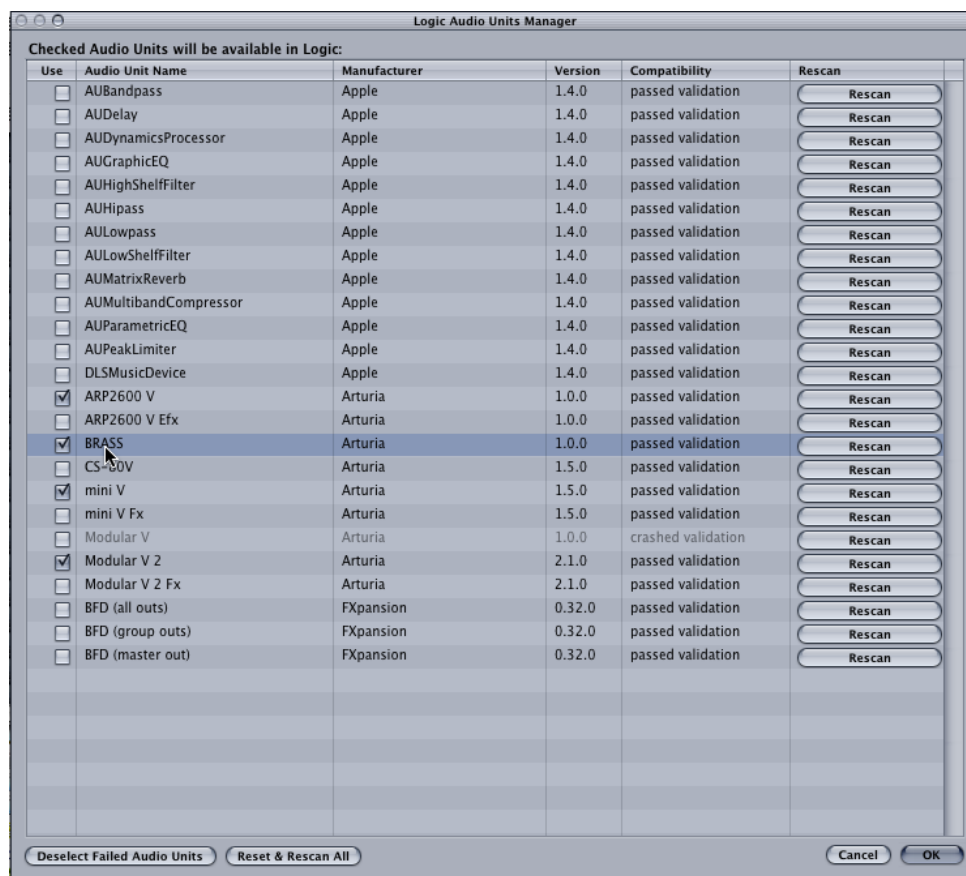 Logic Audio Units Manager
Checked Audio Units will be available in Logic:
Use Audio Unit Name Manufacturer Version Compatibility Rescan
AUBandpass Apple 1.4.0 passed validation Rescan
AUDelay Apple 1.4.0 passed validation Rescan
AUDynamicsProcessor Apple 1.4.0 passed validation Rescan
AUGraphicEQ Apple 1.4.0 passed validation Rescan
AUHighShelfFilter Apple 1.4.0 passed validation Rescan
AUHipass Apple 1.4.0 passed validation Rescan
AULowpass Apple 1.4.0 passed validation Rescan
AULowShelfFilter Apple 1.4.0 passed validation Rescan
AUMatrixReverb Apple 1.4.0 passed validation Rescan
AUMultibandCompressor Apple 1.4.0 passed validation Rescan
AUParametricEQ Apple 1.4.0 passed validation Rescan
AUPeakLimiter Apple 1.4.0 passed validation Rescan
DLSMusicDevice Apple 1.4.0 passed validation Rescan
ARP2600 V Arturia 1.0.0 passed validation Rescan
ARP2600 V Efx Arturia 1.0.0 passed validation Rescan
BRASS Arturia 1.0.0 passed validation Rescan
CS-80V Arturia 1.5.0 passed validation Rescan
mini V Arturia 1.5.0 passed validation Rescan
mini V Fx Arturia 1.5.0 passed validation Rescan
Modular V Arturia 1.0.0 crashed validation Rescan
Modular V 2 Arturia 2.1.0 passed validation Rescan
Modular V 2 Fx Arturia 2.1.0 passed validation Rescan
BFD (all outs) FXpansion 0.32.0 passed validation Rescan
BFD (group outs) FXpansion 0.32.0 passed validation Rescan
BFD (master out) FXpansion 0.32.0 passed validation Rescan
Deselect Failed Audio Units Reset & Rescan All Cancel OK